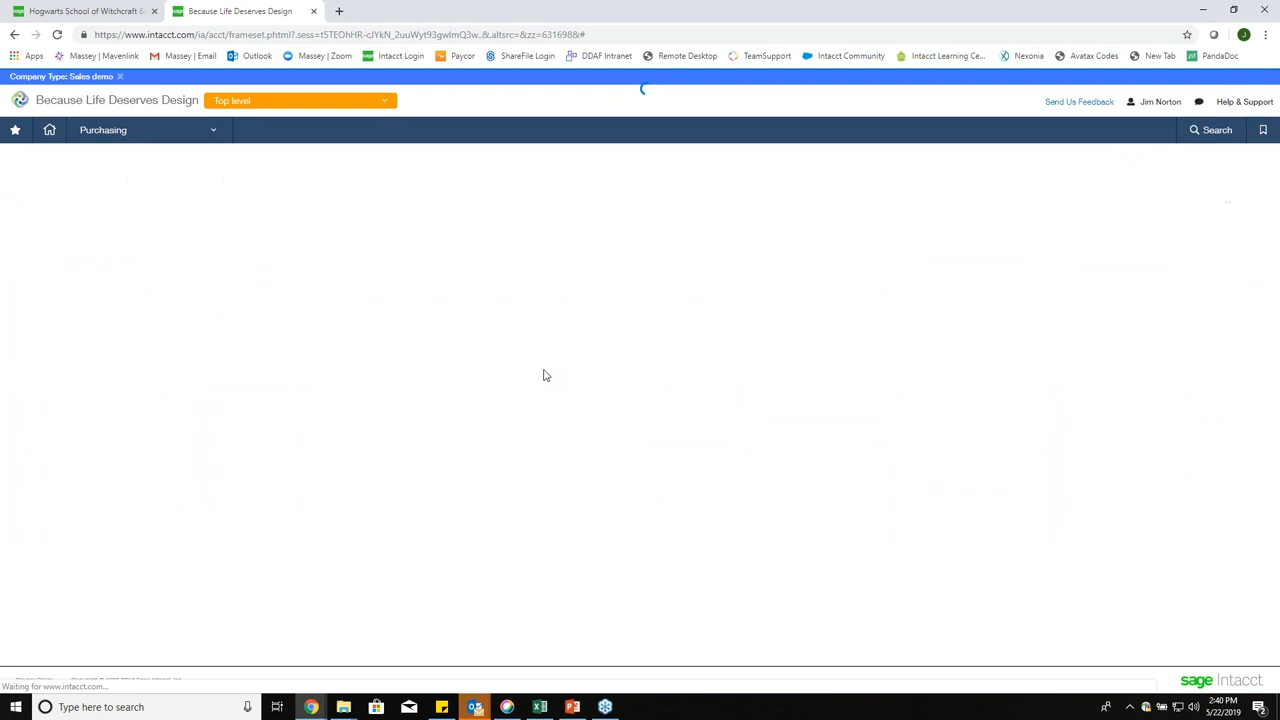 Hogwarts School of Witchcraft &
Because Life Deserves Design
https://www.intacct.com/ia/acct/frameset.phtml?.sess=t5TEOhHR-cJYkN_2uuWyt93gwImQ3w..&.altsrc=&zz=631698&#
Apps Massey | Mavenlink Massey | Email Outlook Massey | Zoom Intacct Login Paycor ShareFile Login DDAF Intranet Remote Desktop TeamSupport Intacct Community Intacct Learning Ce... Nexonia Avatax Codes New Tab PandaDoc
Company Type: Sales demo
Because Life Deserves Design Top level Send Us Feedback Jim Norton Help & Support
Purchasing Search
Waiting for www.intacct.com...
sage Intacct
Type here to search
2:40 PM
5/22/2019
2